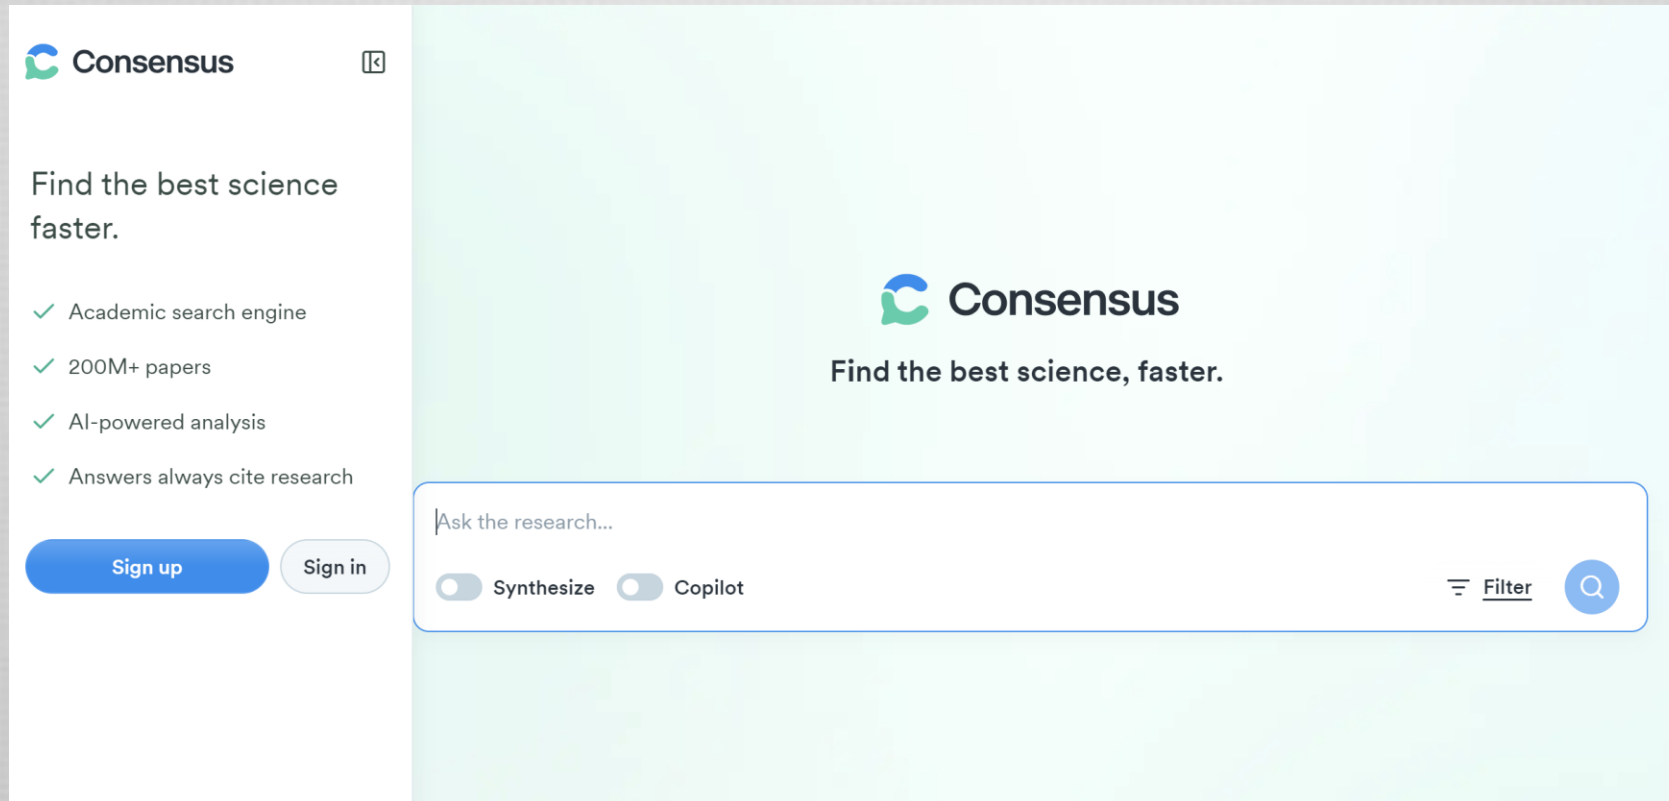 Consensus
Find the best science
faster.
Academic search engine
200M+ papers
AI-powered analysis
Answers always cite research
Sign up
Sign in
Consensus
Find the best science, faster.
Ask the research...
Synthesize
Copilot
Filter